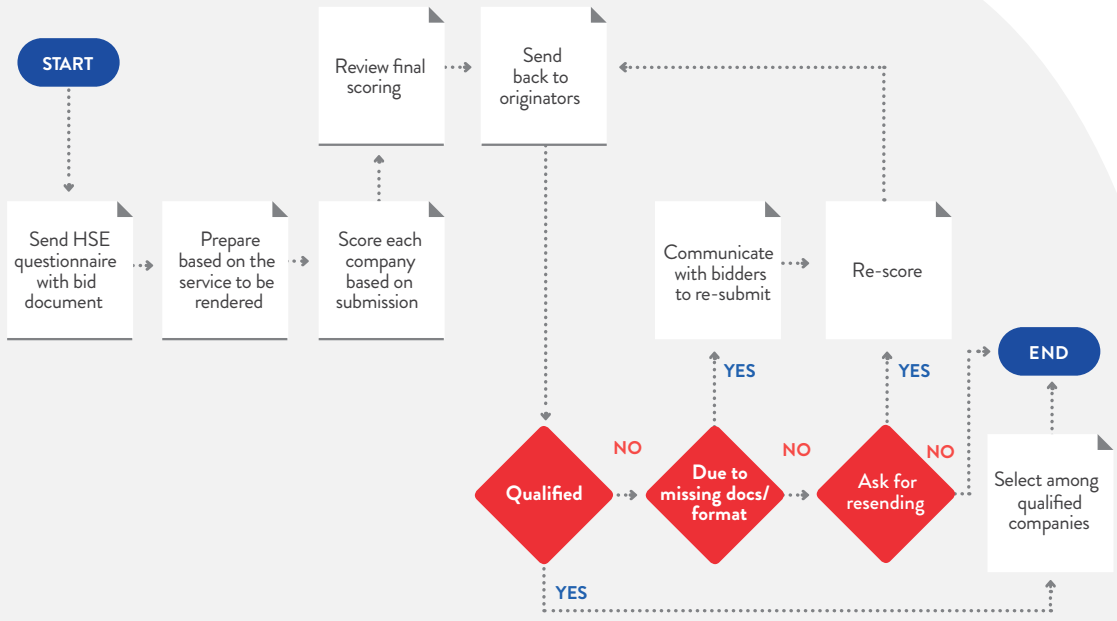 START
Review final
scoring
Send
back to
originators
Send HSE
questionnaire
with bid
document
Prepare
based on the
service to be
rendered
Score each
company
based on
submission
Communicate
with bidders
to re-submit
Re-score
END
YES
YES
NO
NO
NO
Qualified
Due to
missing docs/
format
Ask for
resending
Select among
qualified
companies
YES